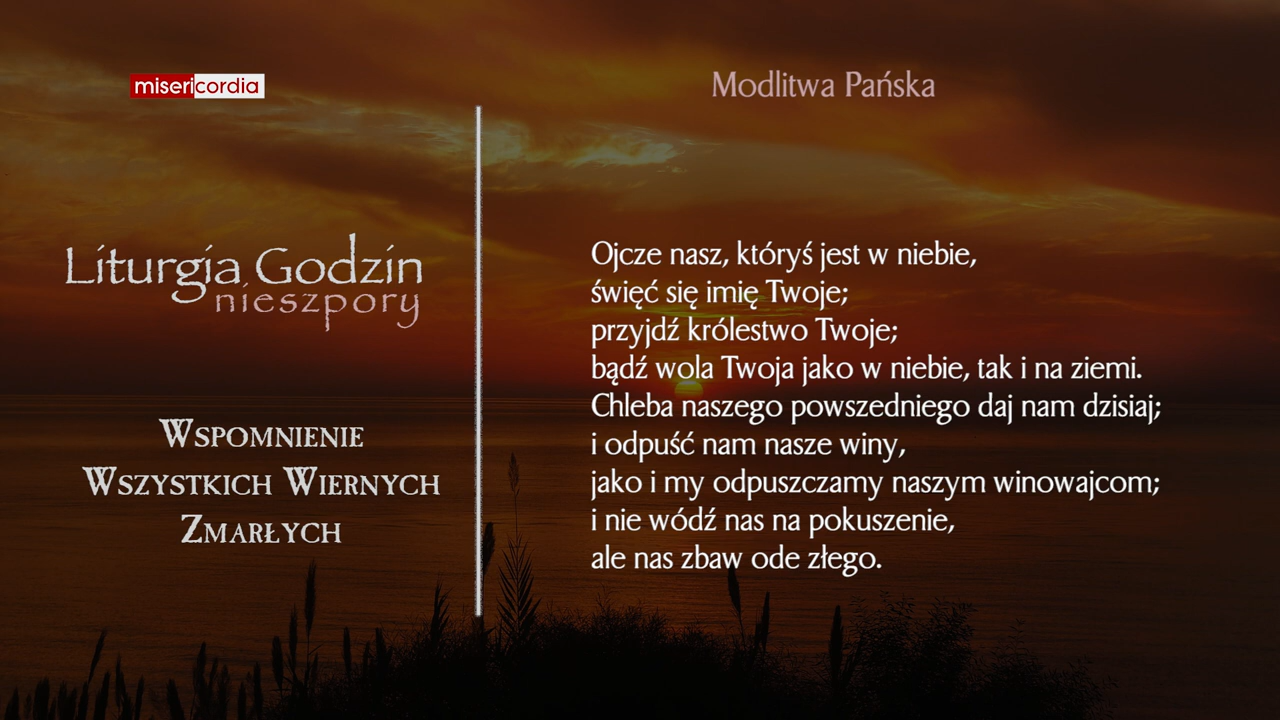 misericordia
Liturgia Godzin
nieszpory
Wspomnienie
Wszystkich Wiernych
Zmarłych
Modlitwa Pańska
Ojcze nasz, któryś jest w niebie,
święć się imię Twoje;
przyjdź królestwo Twoje;
bądź wola Twoja jako w niebie, tak i na ziemi.
Chleba naszego powszedniego daj nam dzisiaj;
i odpuść nam nasze winy,
jako i my odpuszczamy naszym winowajcom;
i nie wódź nas na pokuszenie,
ale nas zbaw ode złego.